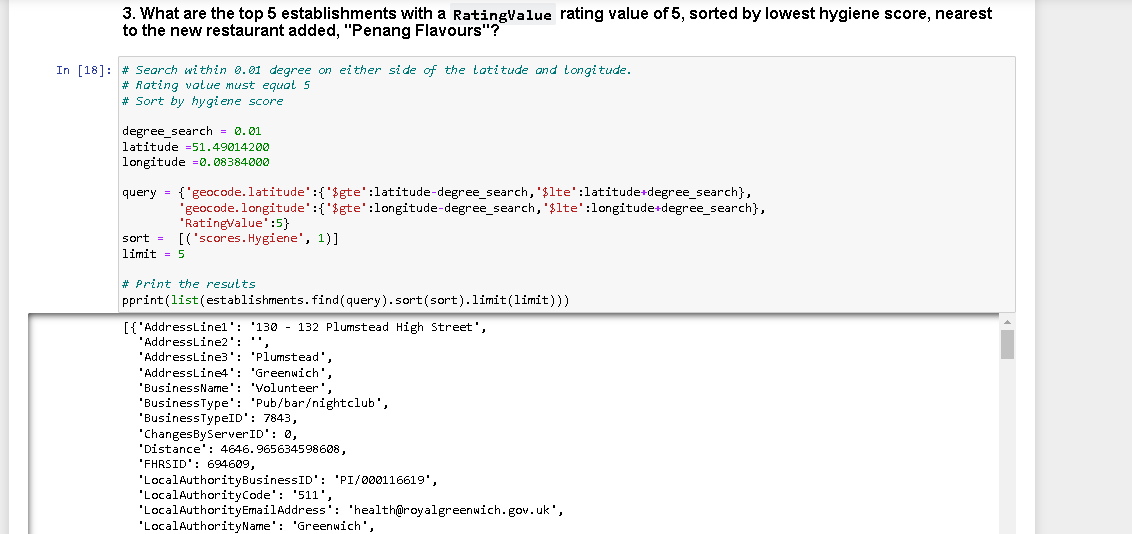 3. What are the top 5 establishments with a RatingValue rating value of 5, sorted by lowest hygiene score, nearest
to the new restaurant added, "Penang Flavours"?
In [18]: # Search within 0.01 degree on either side of the latitude and longitude.
# Rating value must equal 5
# Sort by hygiene score
degree_search = 0.01
latitude =51.49014200
longitude =0.08384000
query = {'geocode.latitude':{'$gte':latitude-degree_search,'$lte':latitude+degree_search},
'geocode.longitude':{'$gte':longitude-degree_search,'$lte':longitude+degree_search},
'RatingValue':5}
sort =  [('scores.Hygiene', 1)]
limit = 5
# Print the results
pprint(list(establishments.find(query).sort(sort).limit(limit)))
[{'AddressLine1': '130 - 132 Plumstead High Street',
'AddressLine2': '',
'AddressLine3': 'Plumstead',
'AddressLine4': 'Greenwich',
'BusinessName': 'Volunteer',
'BusinessType': 'Pub/bar/nightclub',
'BusinessTypeID': 7843,
'ChangesByServerID': 0,
'Distance': 4646.965634598608,
'FHRSID': 694609,
'LocalAuthorityBusinessID': 'PI/000116619',
'LocalAuthorityCode': '511',
'LocalAuthorityEmailAddress': 'health@royalgreenwich.gov.uk',
'LocalAuthorityName': 'Greenwich',